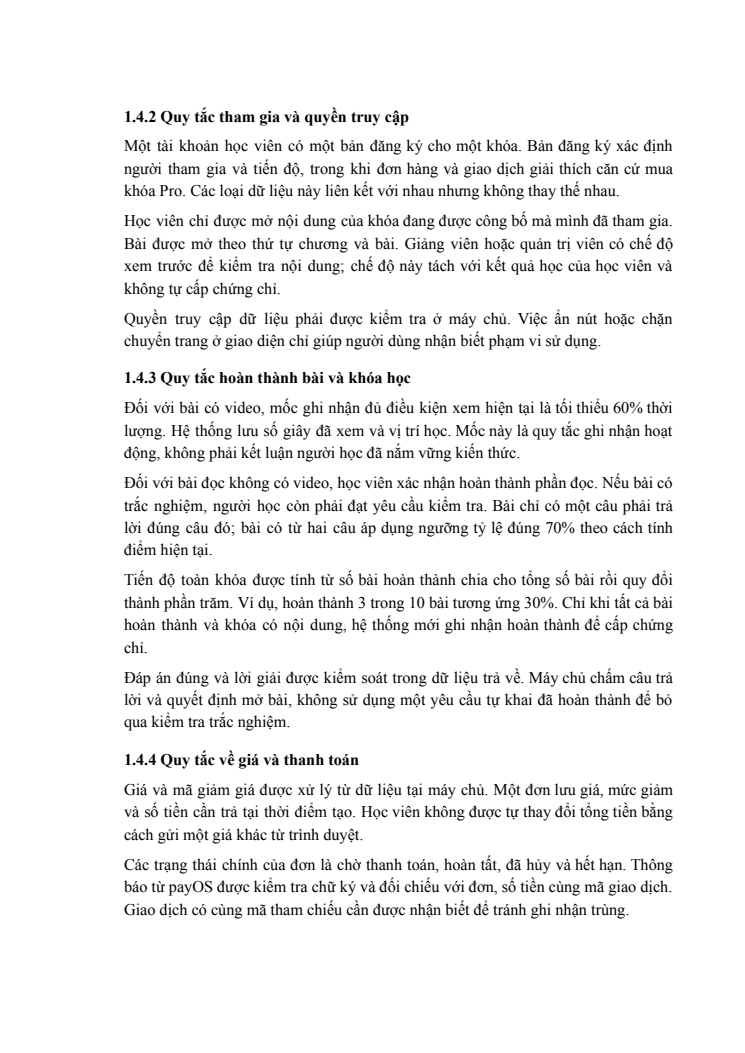 1.4.2 Quy tắc tham gia và quyền truy cập
Một tài khoản học viên có một bản đăng ký cho một khóa. Bản đăng ký xác định
người tham gia và tiến độ, trong khi đơn hàng và giao dịch giải thích căn cứ mua
khóa Pro. Các loại dữ liệu này liên kết với nhau nhưng không thay thế nhau.
Học viên chỉ được mở nội dung của khóa đang được công bố mà mình đã tham gia.
Bài được mở theo thứ tự chương và bài. Giảng viên hoặc quản trị viên có chế độ
xem trước để kiểm tra nội dung; chế độ này tách với kết quả học của học viên và
không tự cấp chứng chỉ.
Quyền truy cập dữ liệu phải được kiểm tra ở máy chủ. Việc ẩn nút hoặc chặn
chuyển trang ở giao diện chỉ giúp người dùng nhận biết phạm vi sử dụng.
1.4.3 Quy tắc hoàn thành bài và khóa học
Đối với bài có video, mốc ghi nhận đủ điều kiện xem hiện tại là tối thiểu 60% thời
lượng. Hệ thống lưu số giây đã xem và vị trí học. Mốc này là quy tắc ghi nhận hoạt
động, không phải kết luận người học đã nắm vững kiến thức.
Đối với bài đọc không có video, học viên xác nhận hoàn thành phần đọc. Nếu bài có
trắc nghiệm, người học còn phải đạt yêu cầu kiểm tra. Bài chỉ có một câu phải trả
lời đúng câu đó; bài có từ hai câu áp dụng ngưỡng tỷ lệ đúng 70% theo cách tính
điểm hiện tại.
Tiến độ toàn khóa được tính từ số bài hoàn thành chia cho tổng số bài rồi quy đổi
thành phần trăm. Ví dụ, hoàn thành 3 trong 10 bài tương ứng 30%. Chỉ khi tất cả bài
hoàn thành và khóa có nội dung, hệ thống mới ghi nhận hoàn thành để cấp chứng
chỉ.
Đáp án đúng và lời giải được kiểm soát trong dữ liệu trả về. Máy chủ chấm câu trả
lời và quyết định mở bài, không sử dụng một yêu cầu tự khai đã hoàn thành để bỏ
qua kiểm tra trắc nghiệm.
1.4.4 Quy tắc về giá và thanh toán
Giá và mã giảm giá được xử lý từ dữ liệu tại máy chủ. Một đơn lưu giá, mức giảm
và số tiền cần trả tại thời điểm tạo. Học viên không được tự thay đổi tổng tiền bằng
cách gửi một giá khác từ trình duyệt.
Các trạng thái chính của đơn là chờ thanh toán, hoàn tất, đã hủy và hết hạn. Thông
báo từ payOS được kiểm tra chữ ký và đối chiếu với đơn, số tiền cùng mã giao dịch.
Giao dịch có cùng mã tham chiếu cần được nhận biết để tránh ghi nhận trùng.